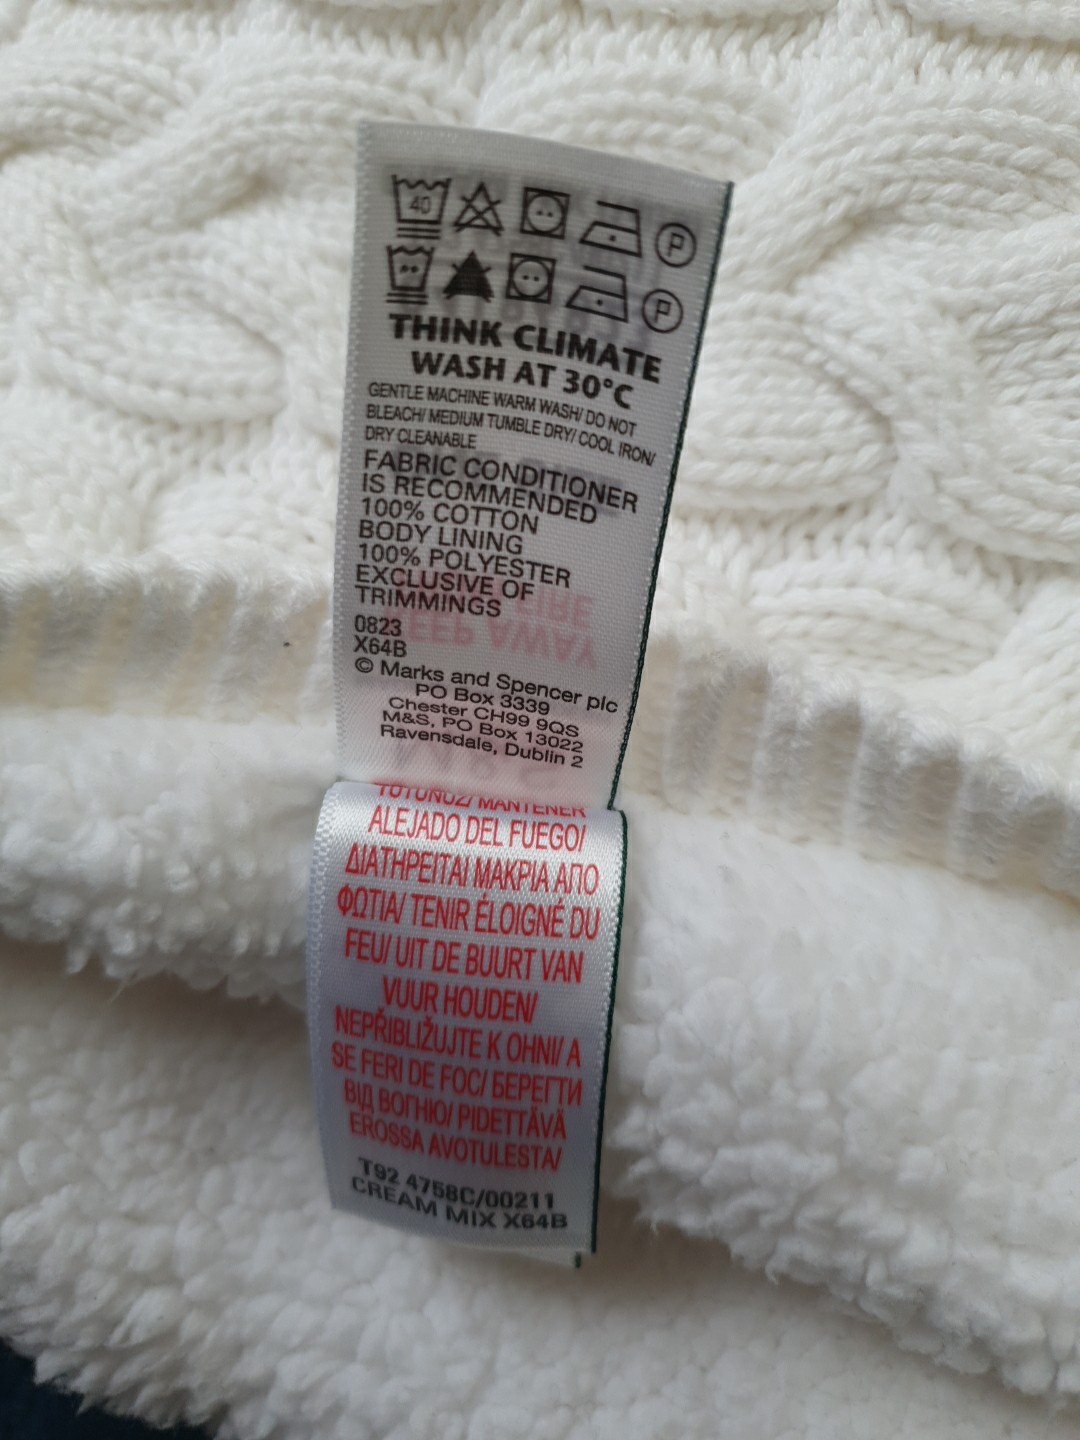 40
P
P
THINK CLIMATE
WASH AT 30°C
GENTLE MACHINE WARM WASH/ DO NOT
BLEACH/ MEDIUM TUMBLE DRY/ COOL IRON/
DRY CLEANABLE
FABRIC CONDITIONER
IS RECOMMENDED
100% COTTON
BODY LINING
100% POLYESTER
EXCLUSIVE OF
TRIMMINGS
0823
X64B
© Marks and Spencer plc
PO Box 3339
Chester CH99 9QS
M&S, PO Box 13022
Ravensdale, Dublin 2
MANTENER
ALEJADO DEL FUEGO/
ΔΙΑΤΗΡΕΙΤΑΙ ΜΑΚΡΙΑ ΑΠΟ
ΦΩΤΙΑ/ TENIR ÉLOIGNÉ DU
FEU/ UIT DE BUURT VAN
VUUR HOUDEN/
NEPŘIBLIŽUJTE K OHNI/ A
SE FERI DE FOC/ БЕРЕГТИ
ВІД ВОГНЮ/ PIDETTÄVÄ
EROSSA AVOTULESTA/
T92 4758C/00211
CREAM MIX X64B